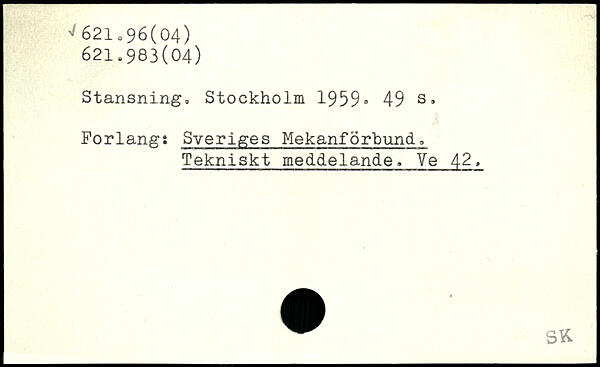 √621.96(04)
621.983(04)
Stansning. Stockholm 1959. 49 s.
Forlang: Sveriges Mekanförbund.
Tekniskt meddelande. Ve 42.
SK